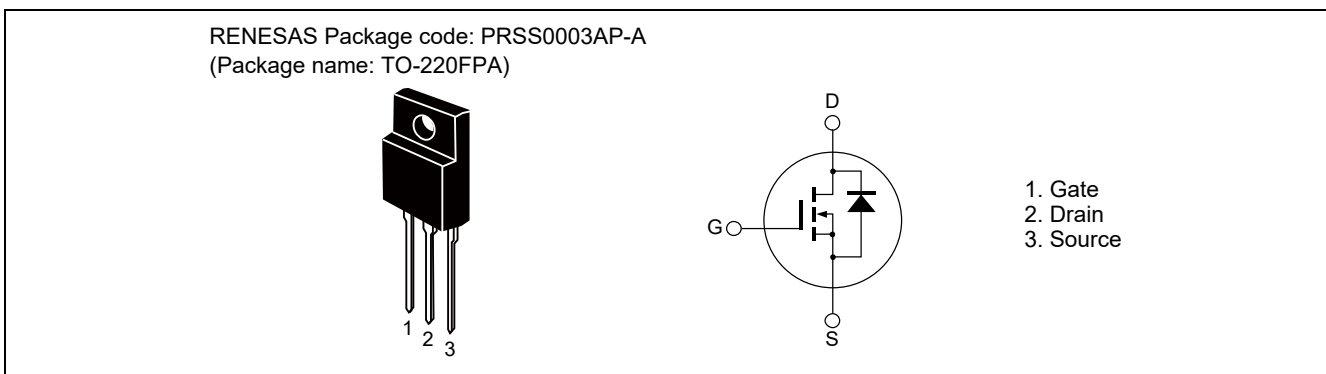 RENESAS Package code: PRSS0003AP-A
(Package name: TO-220FPA)
1
2
3
D
G
S
1. Gate
2. Drain
3. Source